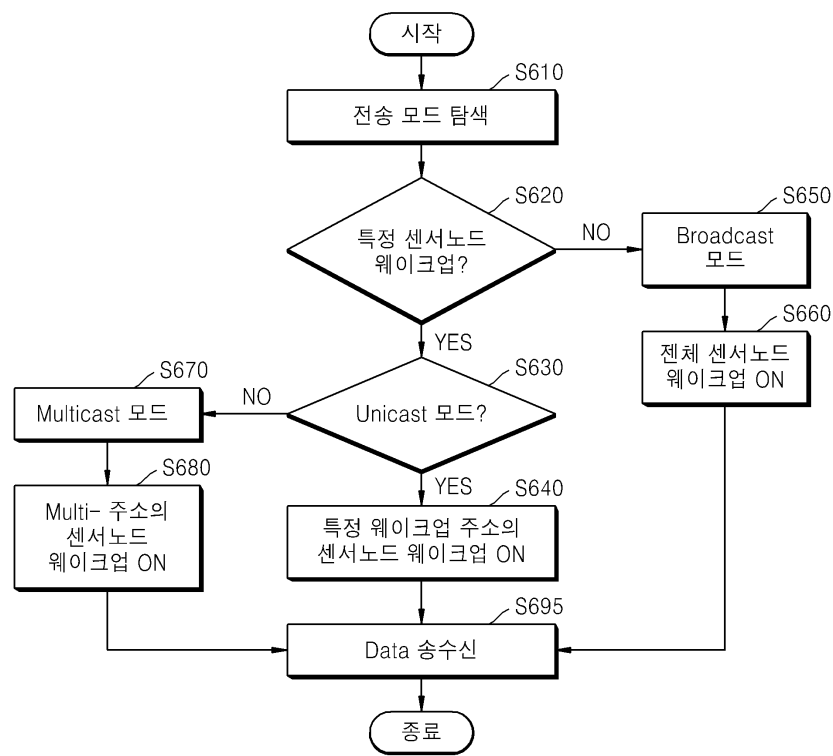 시작
S610
전송 모드 탐색
S620
특정 센서노드
웨이크업?
NO
S650
Broadcast
모드
YES
S660
젠체 센서노드
웨이크업 ON
S630
Unicast 모드?
NO
S670
Multicast 모드
S680
Multi- 주소의
센서노드
웨이크업 ON
YES
S640
특정 웨이크업 주소의
센서노드 웨이크업 ON
S695
Data 송수신
종료